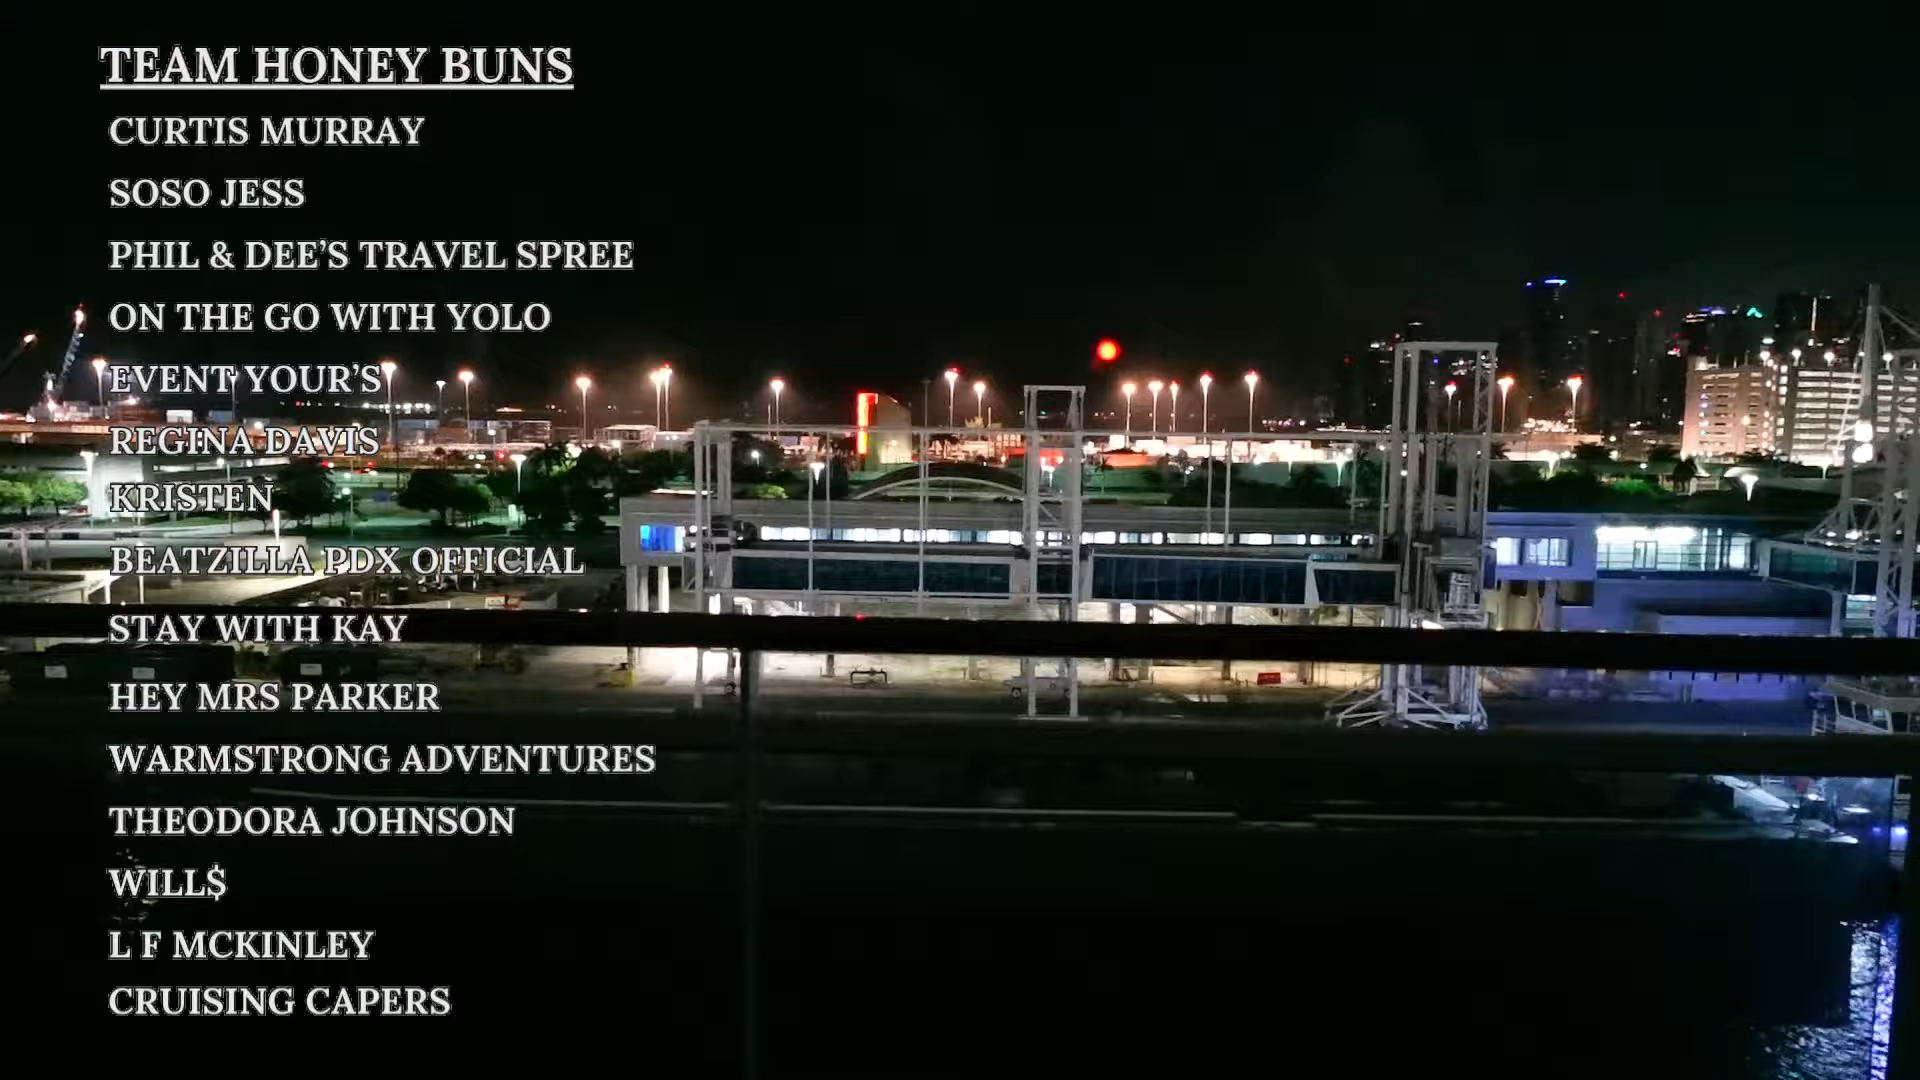 TEAM HONEY BUNS
CURTIS MURRAY
SOSO JESS
PHIL & DEE’S TRAVEL SPREE
ON THE GO WITH YOLO
EVENT YOUR’S
REGINA DAVIS
KRISTEN
BEATZILLA PDX OFFICIAL
STAY WITH KAY
HEY MRS PARKER
WARMSTRONG ADVENTURES
THEODORA JOHNSON
WILL$
L F MCKINLEY
CRUISING CAPERS